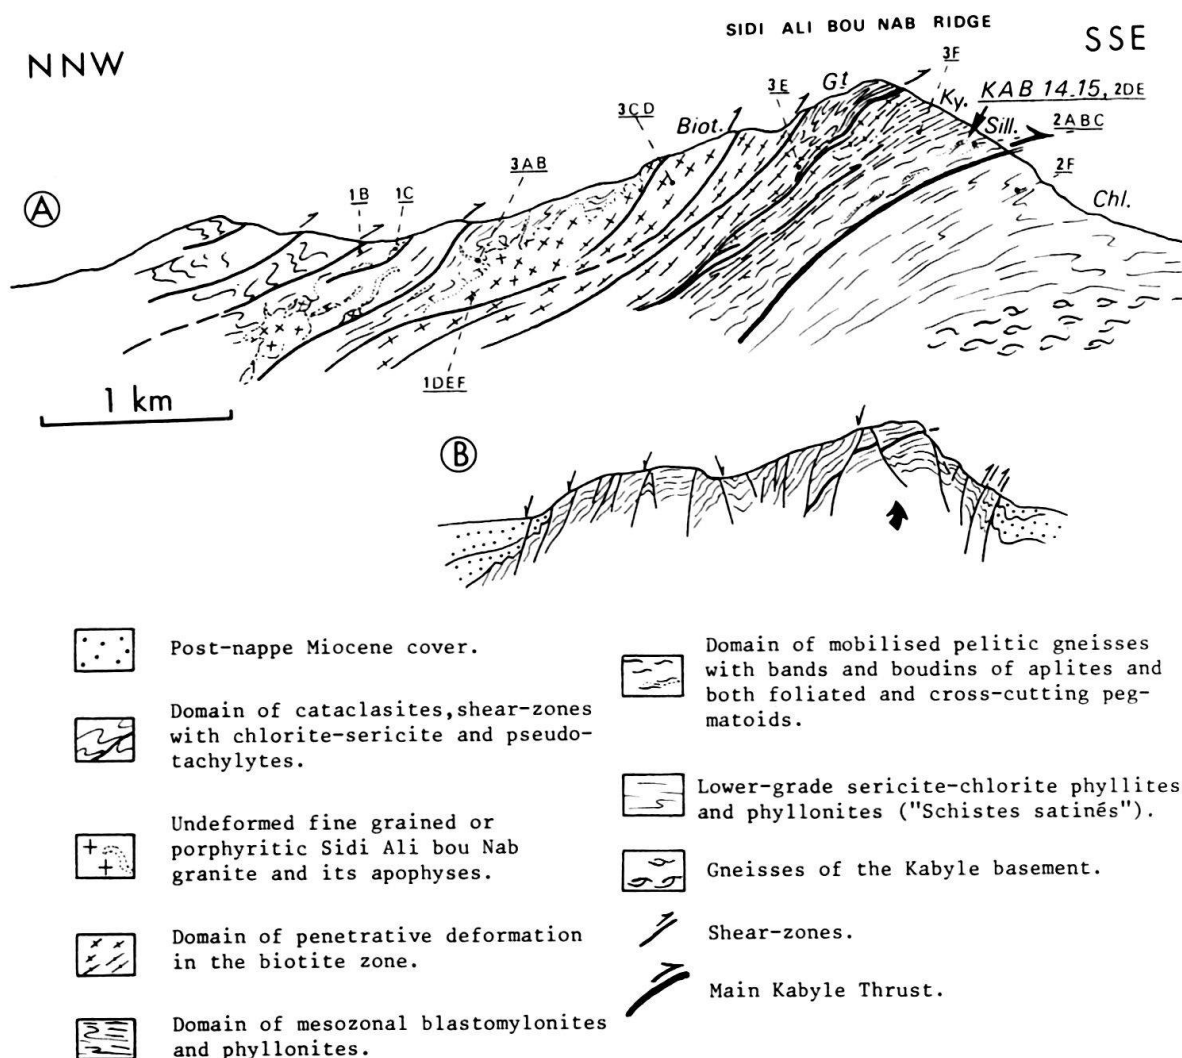 SIDI ALI BOU NAB RIDGE
NNW
SSE
3F
Gt
3E
Ky.
KAB 14.15, 2DE
3CD
Biot.
Sill.
2ABC
3AB
2F
A
1B
1C
Chl.
1DEF
1 km
B
Post-nappe Miocene cover.
Domain of cataclasites, shear-zones
with chlorite-sericite and pseudo-
tachylytes.
Undeformed fine grained or
porphyritic Sidi Ali bou Nab
granite and its apophyses.
Domain of penetrative deformation
in the biotite zone.
Domain of mesozonal blastomylonites
and phyllonites.
Domain of mobilised pelitic gneisses
with bands and boudins of aplites and
both foliated and cross-cutting peg-
matoids.
Lower-grade sericite-chlorite phyllites
and phyllonites ("Schistes satinés").
Gneisses of the Kabyle basement.
Shear-zones.
Main Kabyle Thrust.